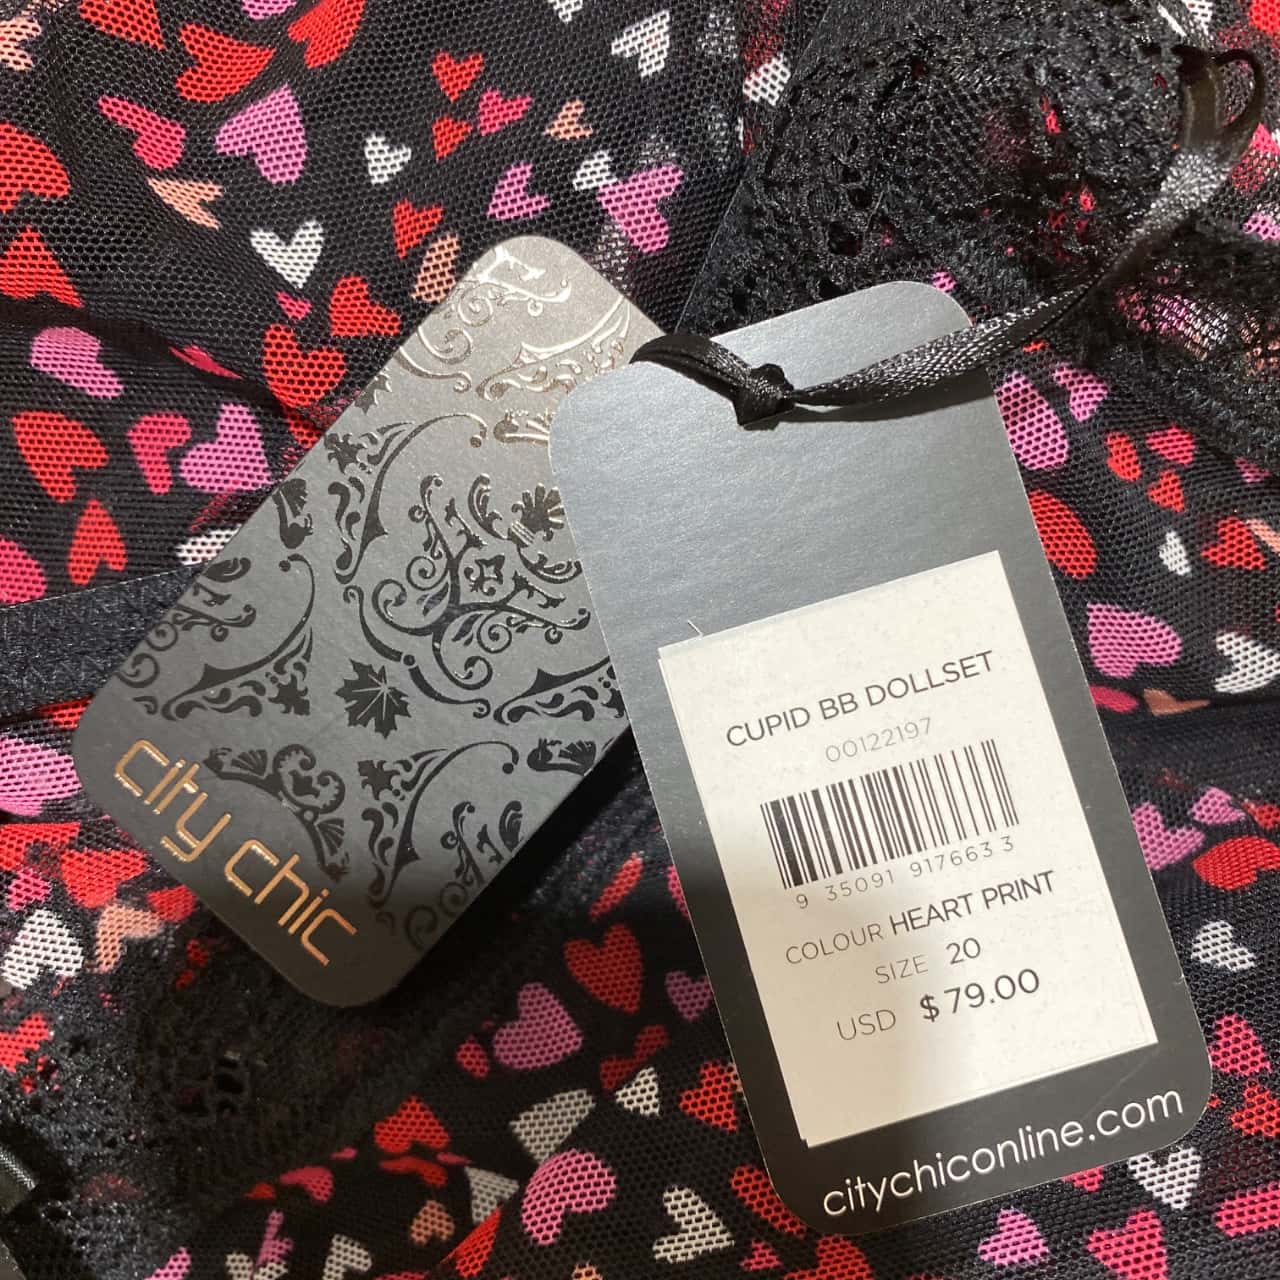 city chic
CUPID BB DOLLSET
00122197
9 35091 917663 3
COLOUR HEART PRINT
SIZE 20
USD $79.00
citychiconline.com